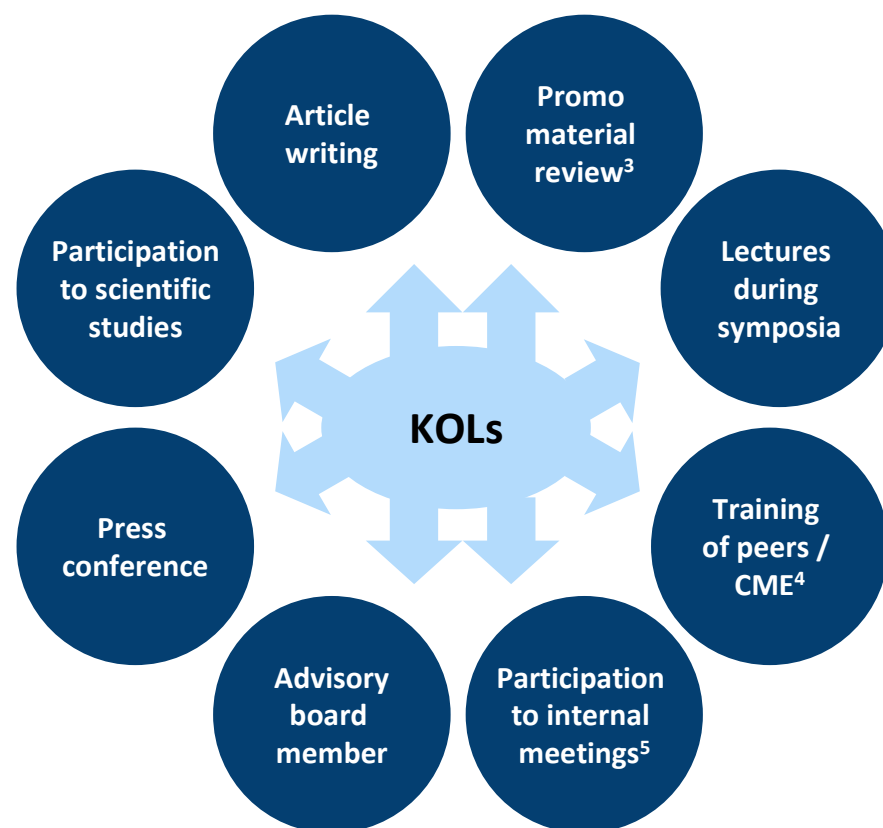 Article
writing
Promo
material
review³
Participation
to scientific
studies
Lectures
during
symposia
KOLs
Press
conference
Training
of peers /
CME⁴
Advisory
board
member
Participation
to internal
meetings⁵